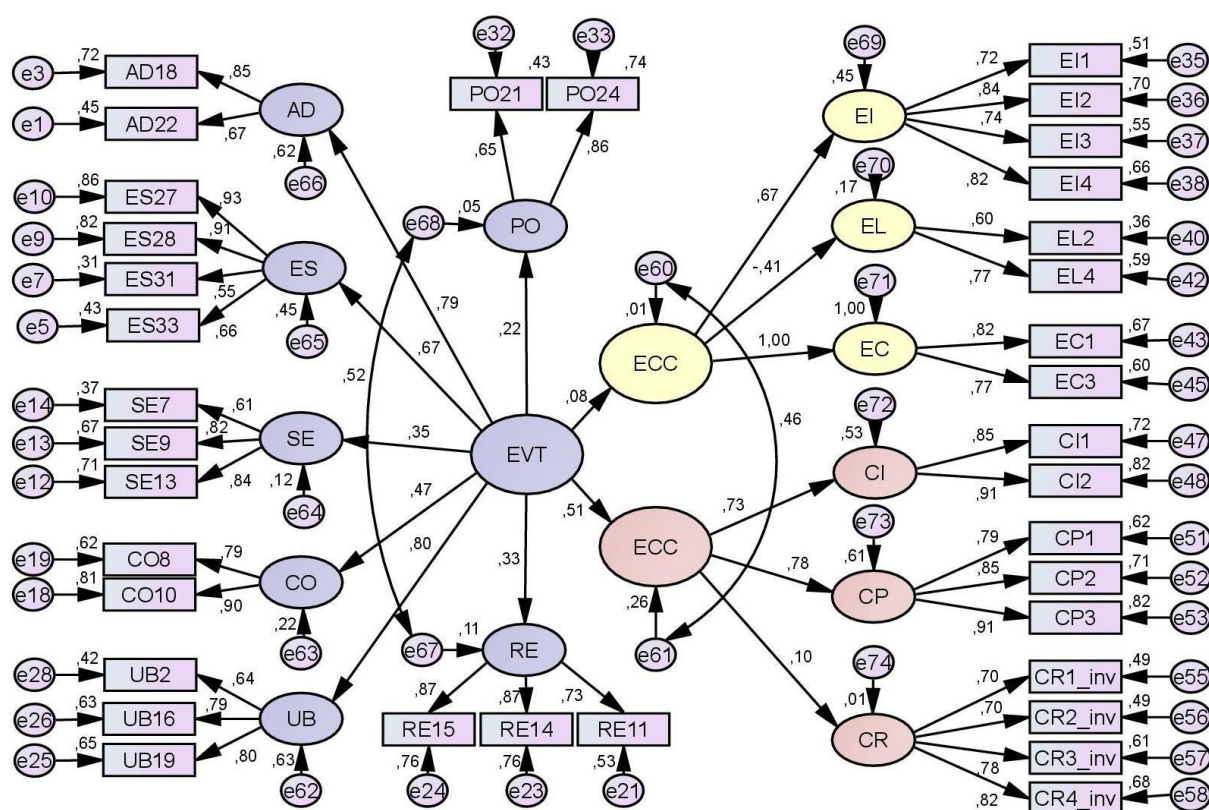 e32
e33
,43
,74
PO21
PO24
,65
,86
e68
,05
PO
,22
e3
,72
AD18
,85
AD
e1
,45
AD22
,67
,62
e66
,79
e10
,86
ES27
,93
e9
,82
ES28
,91
ES
e7
,31
ES31
,55
e5
,43
ES33
,66
,45
e65
,67
e14
,37
SE7
,61
e13
,67
SE9
,82
SE
e12
,71
SE13
,84
,12
e64
,35
EVT
e19
,62
CO8
,79
CO
e18
,81
CO10
,90
,22
e63
,47
e28
,42
UB2
,64
e26
,63
UB16
,79
UB
e25
,65
UB19
,80
,63
e62
,80
,52
e67
,11
RE
,33
,87
,87
,73
RE15
RE14
RE11
,76
,76
,53
e24
e23
e21
e60
,01
ECC
,08
,46
,51
ECC
,26
e61
e69
,45
EI
,67
,72
EI1
,51
e35
,84
EI2
,70
e36
,74
EI3
,55
e37
,82
EI4
,66
e38
e70
,17
EL
-,41
,60
EL2
,36
e40
,77
EL4
,59
e42
e71
1,00
EC
1,00
,82
EC1
,67
e43
,77
EC3
,60
e45
e72
,53
CI
,73
,85
CI1
,72
e47
,91
CI2
,82
e48
e73
,61
CP
,78
,79
CP1
,62
e51
,85
CP2
,71
e52
,91
CP3
,82
e53
e74
,01
CR
,10
,70
CR1_inv
,49
e55
,70
CR2_inv
,49
e56
,78
CR3_inv
,61
e57
,82
CR4_inv
,68
e58